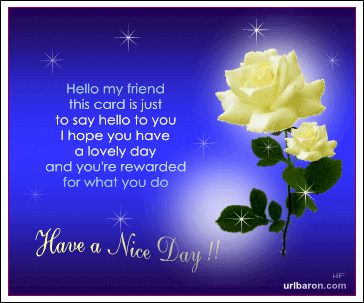 Hello my friend
this card is just
to say hello to you
I hope you have
a lovely day
and you're rewarded
for what you do
Have a Nice Day !!
HF
urlbaron.com